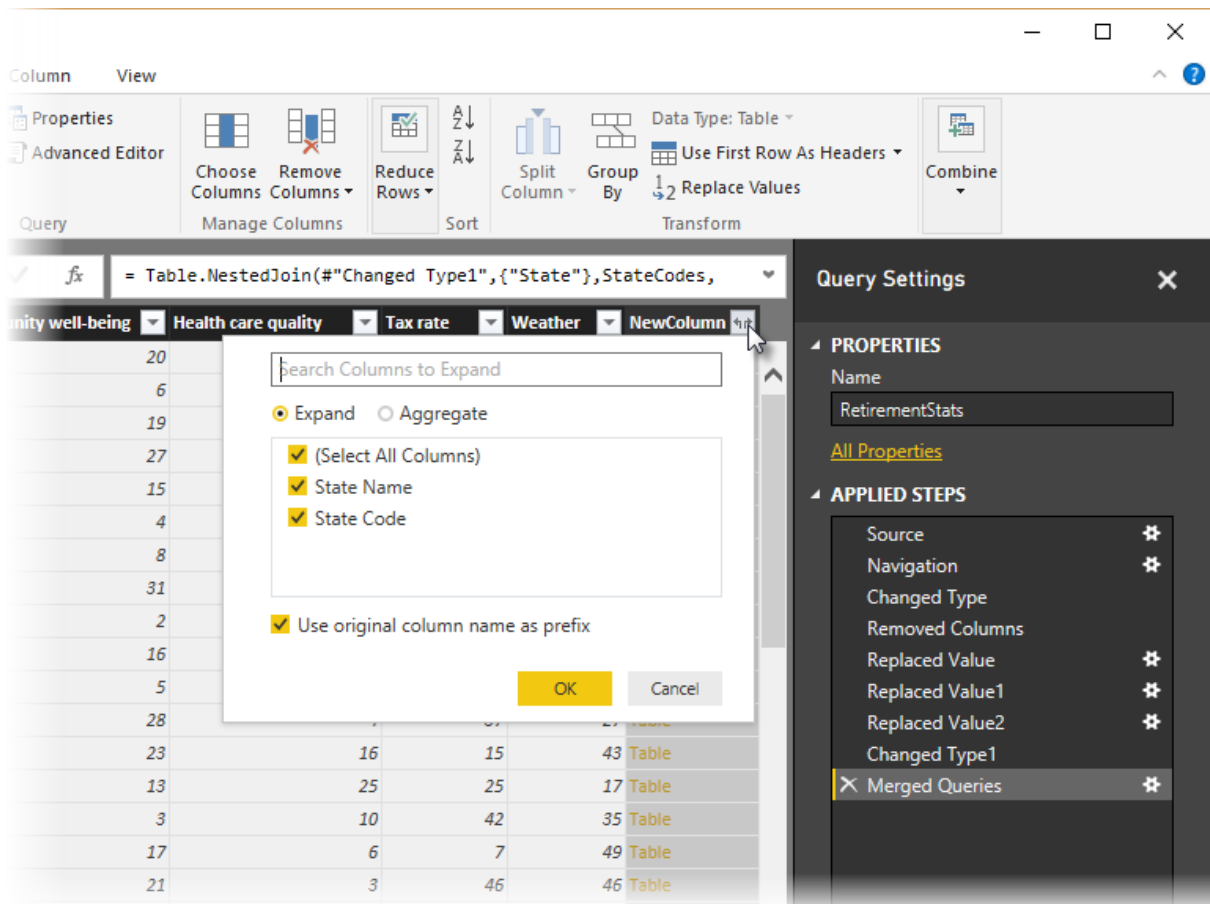 Column View
Properties
Advanced Editor
Query
Choose Columns
Remove Columns
Manage Columns
Reduce Rows
A
Z
Z
A
Sort
Split Column
Group By
Data Type: Table
Use First Row As Headers
1
2 Replace Values
Transform
Combine
fx = Table.NestedJoin(#"Changed Type1",{"State"},StateCodes,
nity well-being Health care quality Tax rate Weather NewColumn
Search Columns to Expand
Expand Aggregate
(Select All Columns)
State Name
State Code
Use original column name as prefix
OK Cancel
20
6
19
27
15
4
8
31
2
16
5
28
23 16 15 43 Table
13 25 25 17 Table
3 10 42 35 Table
17 6 7 49 Table
21 3 46 46 Table
Query Settings
PROPERTIES
Name
RetirementStats
All Properties
APPLIED STEPS
Source
Navigation
Changed Type
Removed Columns
Replaced Value
Replaced Value1
Replaced Value2
Changed Type1
Merged Queries